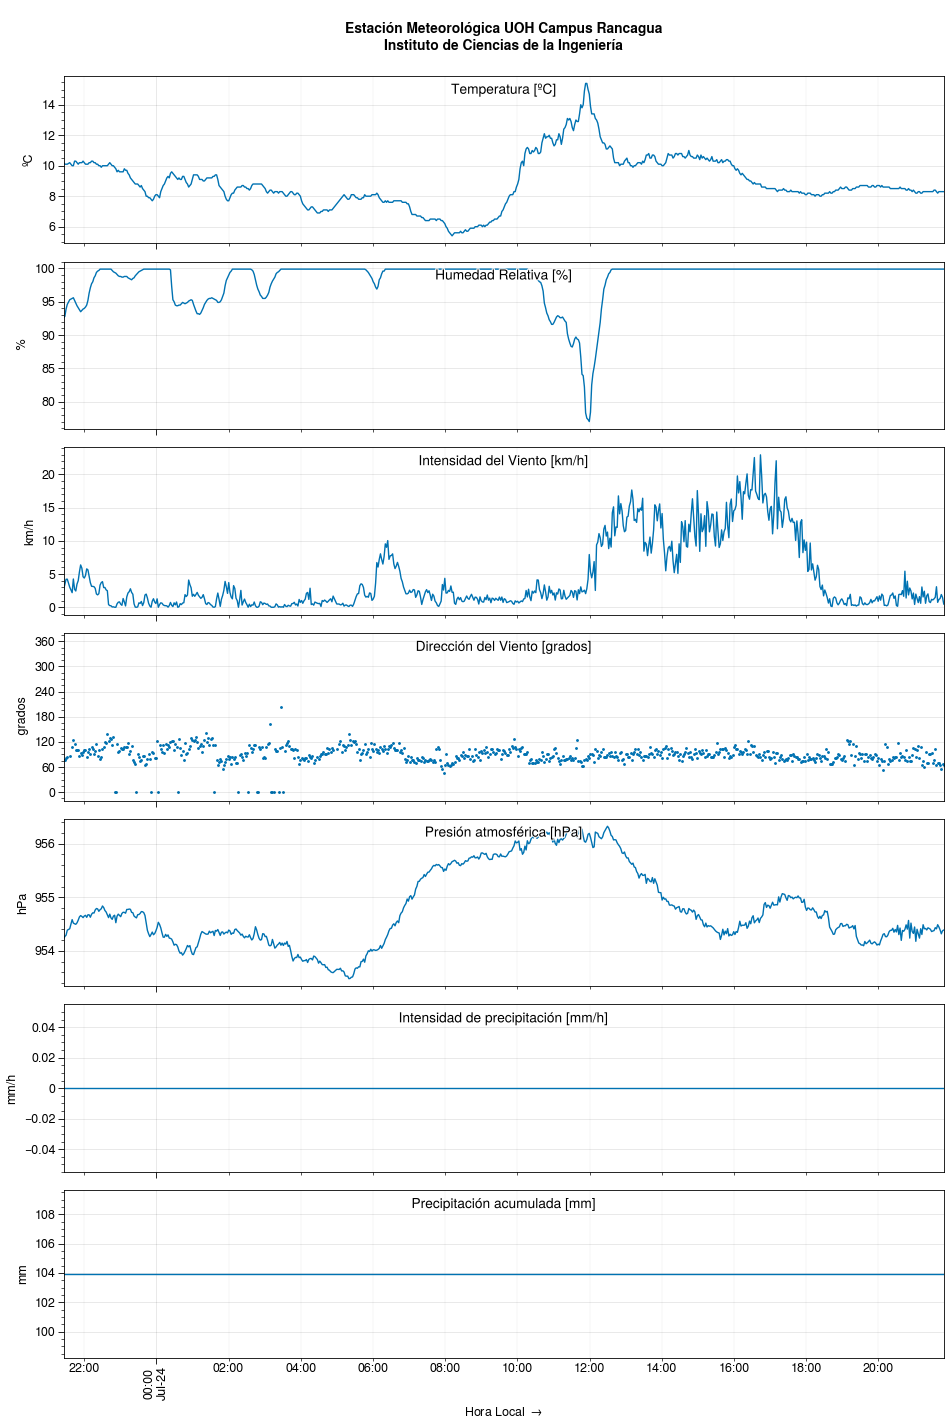 Estación Meteorológica UOH Campus Rancagua
Instituto de Ciencias de la Ingeniería
Temperatura [ºC]
14
12
10
8
6
ºC
Humedad Relativa [%]
100
95
90
85
80
%
Intensidad del Viento [km/h]
20
15
10
5
0
km/h
Dirección del Viento [grados]
360
300
240
180
120
60
0
grados
Presión atmosférica [hPa]
956
955
954
hPa
Intensidad de precipitación [mm/h]
0.04
0.02
0
−0.02
−0.04
mm/h
Precipitación acumulada [mm]
108
106
104
102
100
mm
22:00
00:00
Jul-24
02:00
04:00
06:00
08:00
10:00
12:00
14:00
16:00
18:00
20:00
Hora Local →